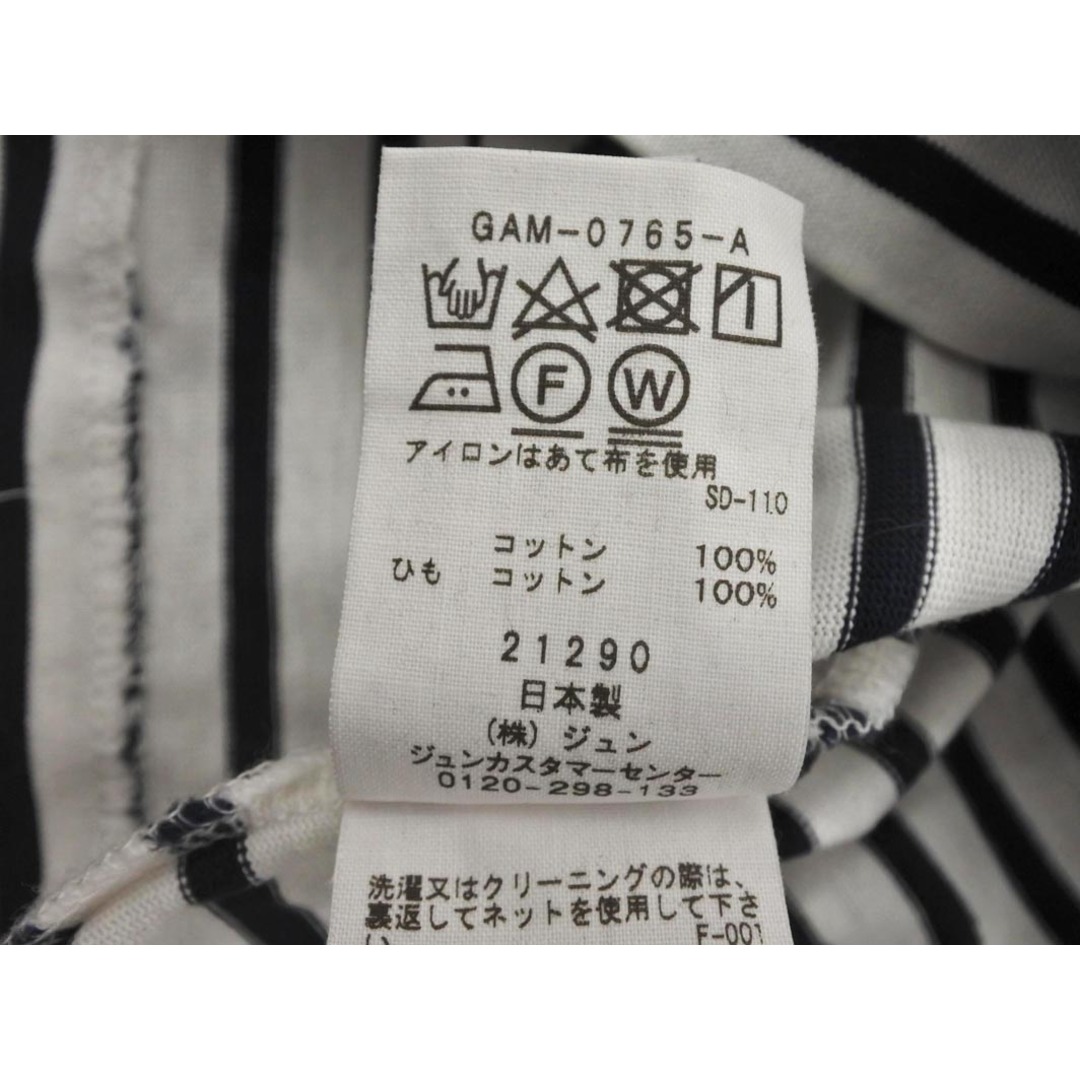 GAM-0765-A
F W
アイロンはあて布を使用
SD-110
コットン 100%
ひも コットン 100%
21290
日本製
(株) ジュン
ジュンカスタマーセンター
0120-298-133
洗濯又はクリーニングの際は、
裏返してネットを使用して下さ
い F-001